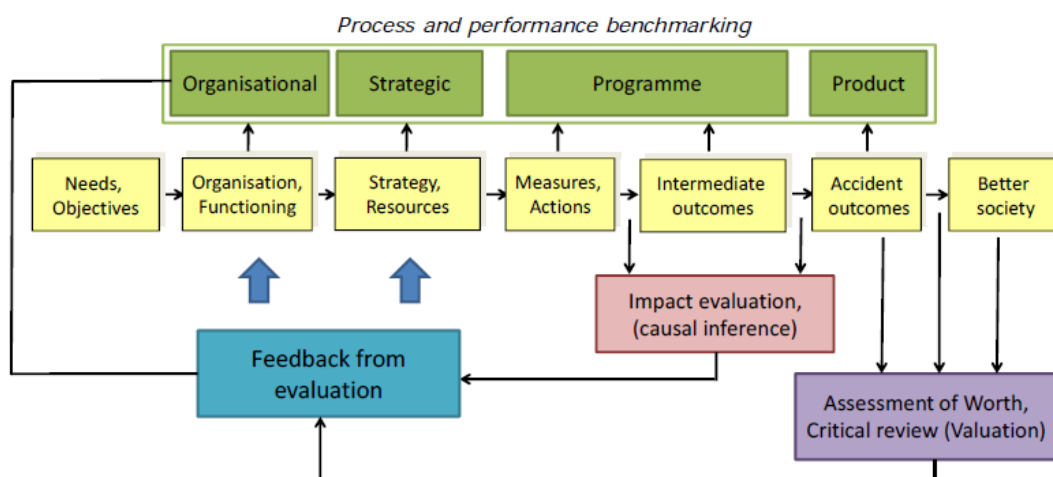 Process and performance benchmarking
Organisational
Strategic
Programme
Product
Needs,
Objectives
Organisation,
Functioning
Strategy,
Resources
Measures,
Actions
Intermediate
outcomes
Accident
outcomes
Better
society
Impact evaluation,
(causal inference)
Feedback from
evaluation
Assessment of Worth,
Critical review (Valuation)